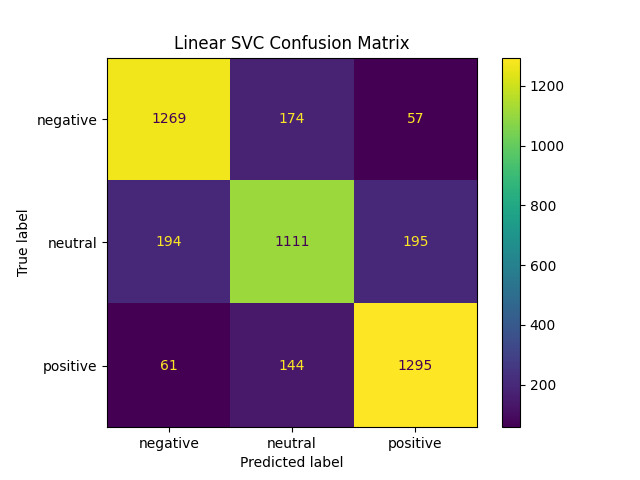 Linear SVC Confusion Matrix
negative
1269
174
57
neutral
194
1111
195
positive
61
144
1295
negative
neutral
positive
Predicted label
True label
1200
1000
800
600
400
200